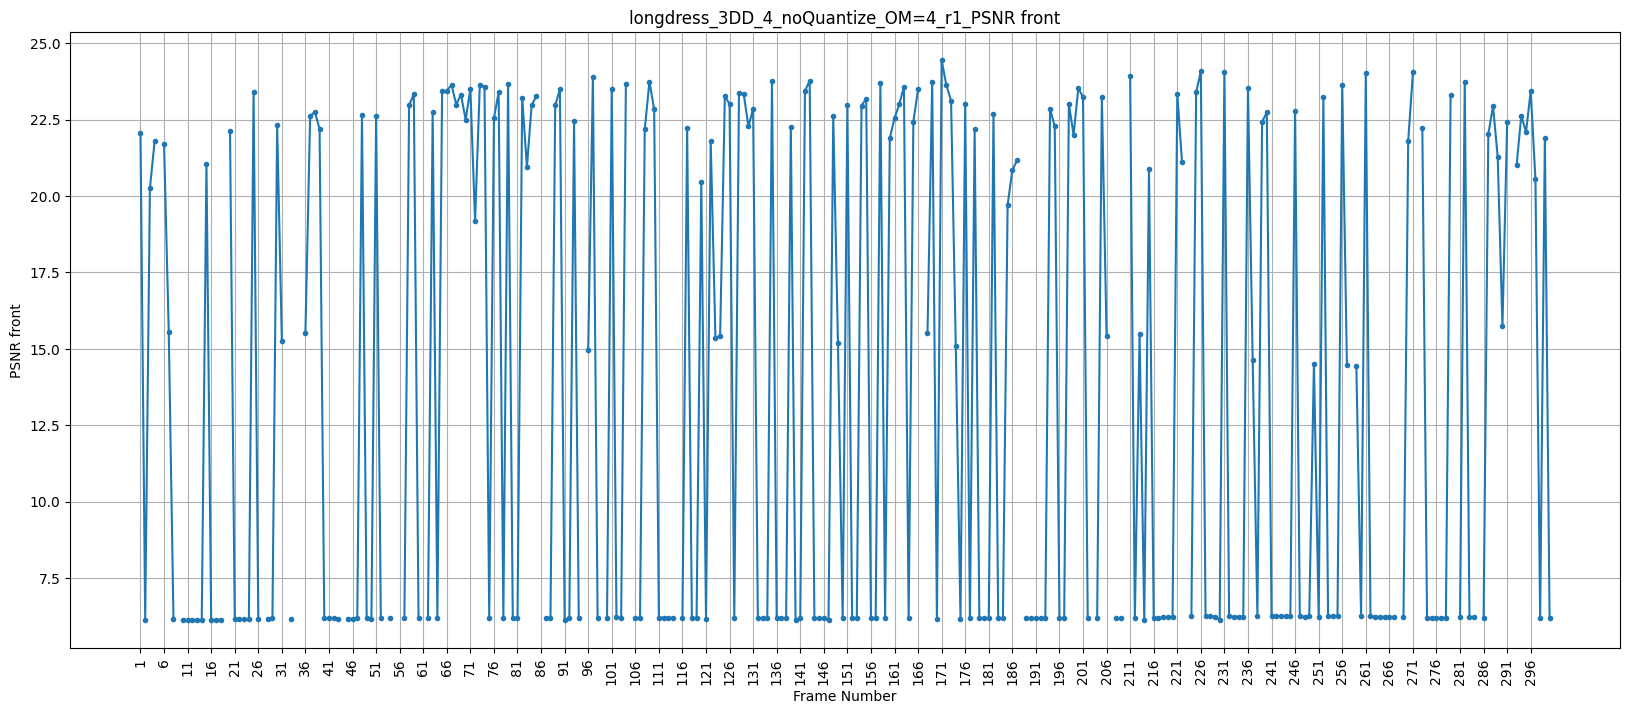 longdress_3DD_4_noQuantize_OM=4_r1_PSNR front
25.0
22.5
20.0
17.5
15.0
12.5
10.0
7.5
PSNR front
1 6 11 16 21 26 31 36 41 46 51 56 61 66 71 76 81 86 91 96 101 106 111 116 121 126 131 136 141 146 151 156 161 166 171 176 181 186 191 196 201 206 211 216 221 226 231 236 241 246 251 256 261 266 271 276 281 286 291 296
Frame Number